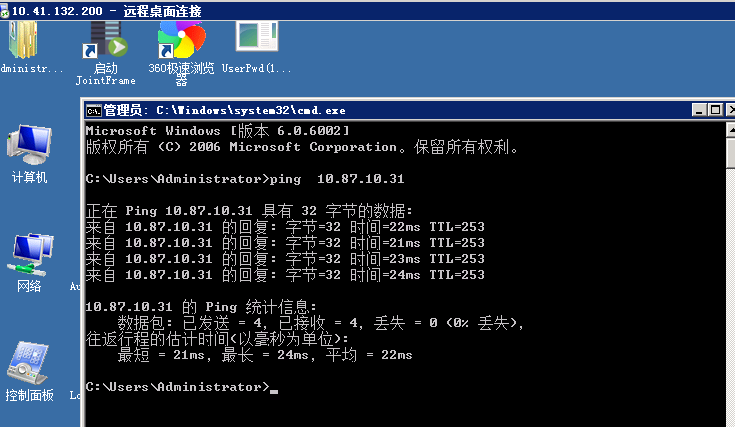 10.41.132.200 - 远程桌面连接
dministr...
启动
JointFrame
360极速浏览
器
UserPwd(1...
计算机
网络
控制面板
管理员: C:\Windows\system32\cmd.exe
Microsoft Windows [版本 6.0.6002]
版权所有 (C) 2006 Microsoft Corporation。保留所有权利。
C:\Users\Administrator>ping  10.87.10.31
正在 Ping 10.87.10.31 具有 32 字节的数据:
来自 10.87.10.31 的回复: 字节=32 时间=22ms TTL=253
来自 10.87.10.31 的回复: 字节=32 时间=21ms TTL=253
来自 10.87.10.31 的回复: 字节=32 时间=23ms TTL=253
来自 10.87.10.31 的回复: 字节=32 时间=24ms TTL=253
10.87.10.31 的 Ping 统计信息:
数据包: 已发送 = 4, 已接收 = 4, 丢失 = 0 (0% 丢失),
往返行程的估计时间(以毫秒为单位):
最短 = 21ms, 最长 = 24ms, 平均 = 22ms
C:\Users\Administrator>_